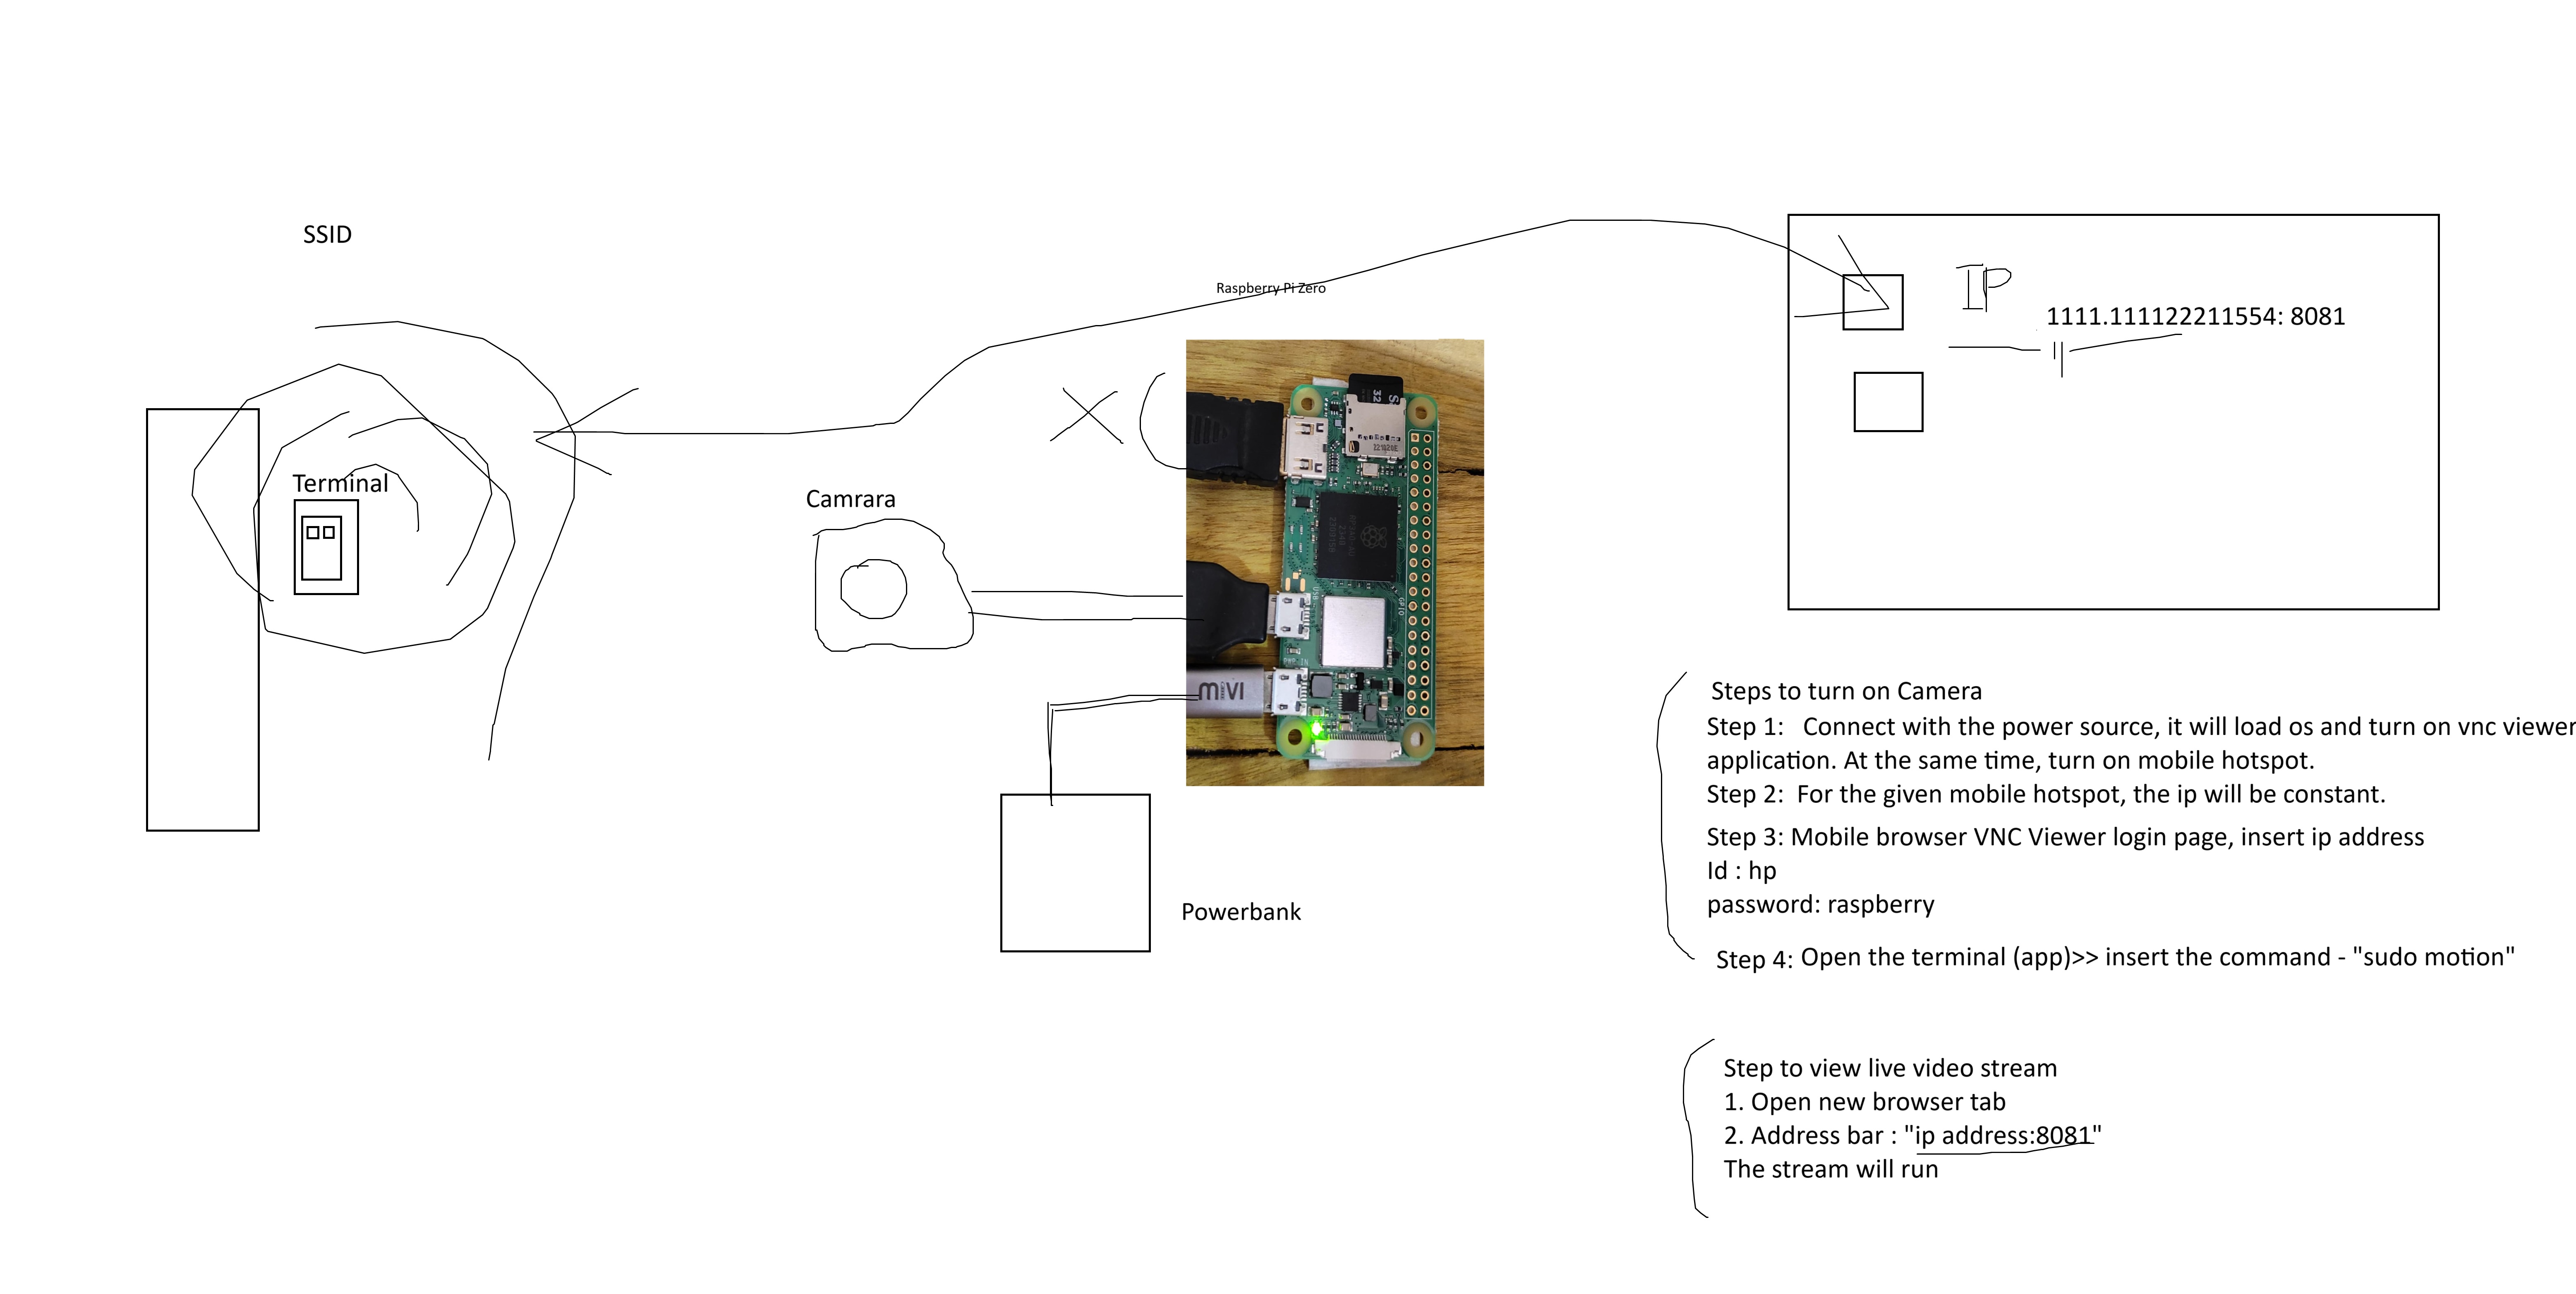 SSID
Raspberry Pi Zero
IP
1111.111122211554: 8081
Terminal
Camrara
mivi
Powerbank
Steps to turn on Camera
Step 1:   Connect with the power source, it will load os and turn on vnc viewer
application. At the same time, turn on mobile hotspot.
Step 2:  For the given mobile hotspot, the ip will be constant.
Step 3: Mobile browser VNC Viewer login page, insert ip address
Id : hp
password: raspberry
Step 4: Open the terminal (app)>> insert the command - "sudo motion"
Step to view live video stream
1. Open new browser tab
2. Address bar : "ip address:8081"
The stream will run